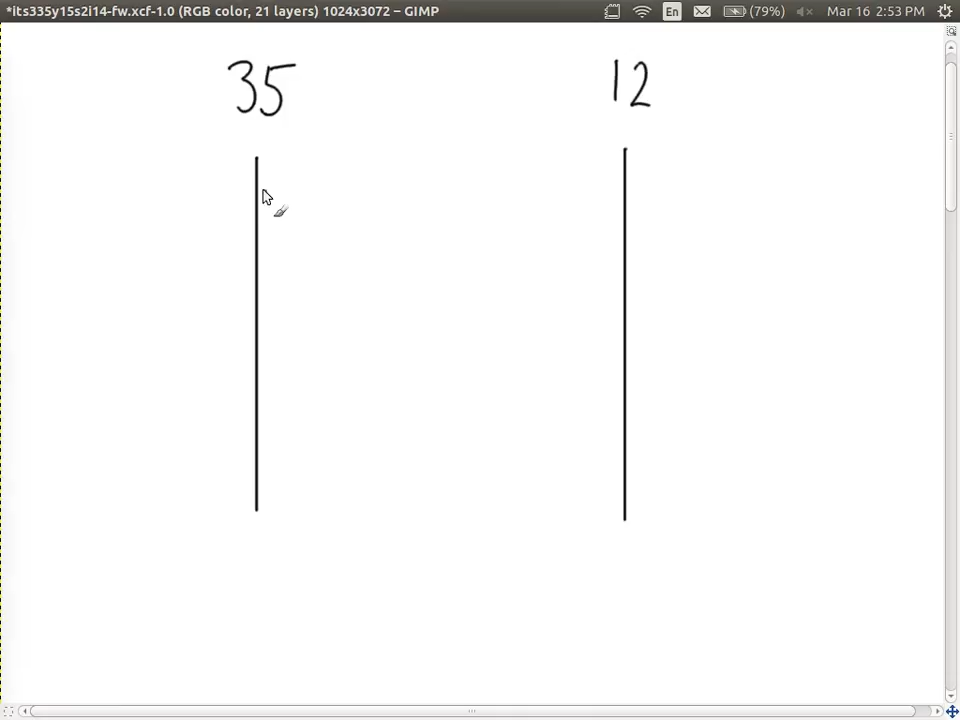 *its335y15s2i14-fw.xcf-1.0 (RGB color, 21 layers) 1024x3072 – GIMP En (79%) Mar 16 2:53 PM
35 12